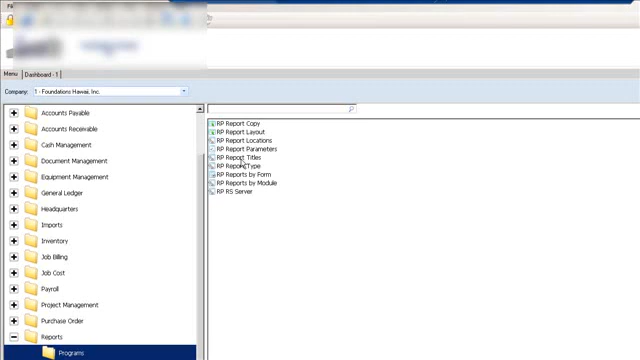 Menu
Dashboard - 1
Company:
1 - Foundations Hawaii, Inc.
Accounts Payable
Accounts Receivable
Cash Management
Document Management
Equipment Management
General Ledger
Headquarters
Imports
Inventory
Job Billing
Job Cost
Payroll
Project Management
Purchase Order
Reports
Programs
RP Report Copy
RP Report Layout
RP Report Locations
RP Report Parameters
RP Report Titles
RP Report Type
RP Reports by Form
RP Reports by Module
RP RS Server